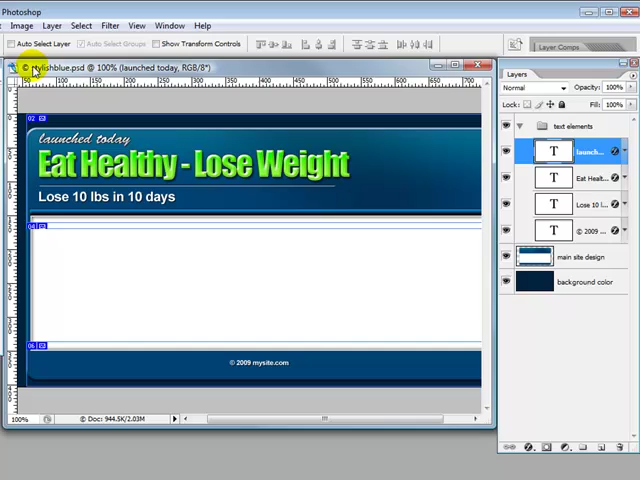 Photoshop
Image Layer Select Filter View Window Help
Auto Select Layer Auto Select Groups Show Transform Controls
Layer Comps
© stylishblue.psd @ 100% (launched today, RGB/8*)
launched today
Eat Healthy - Lose Weight
Lose 10 lbs in 10 days
© 2009 mysite.com
100% Doc: 944.5K/2.03M
Layers
Normal Opacity: 100%
Lock: Fill: 100%
text elements
T launch...
T Eat Healt...
T Lose 10 l...
T © 2009 ...
main site design
background color